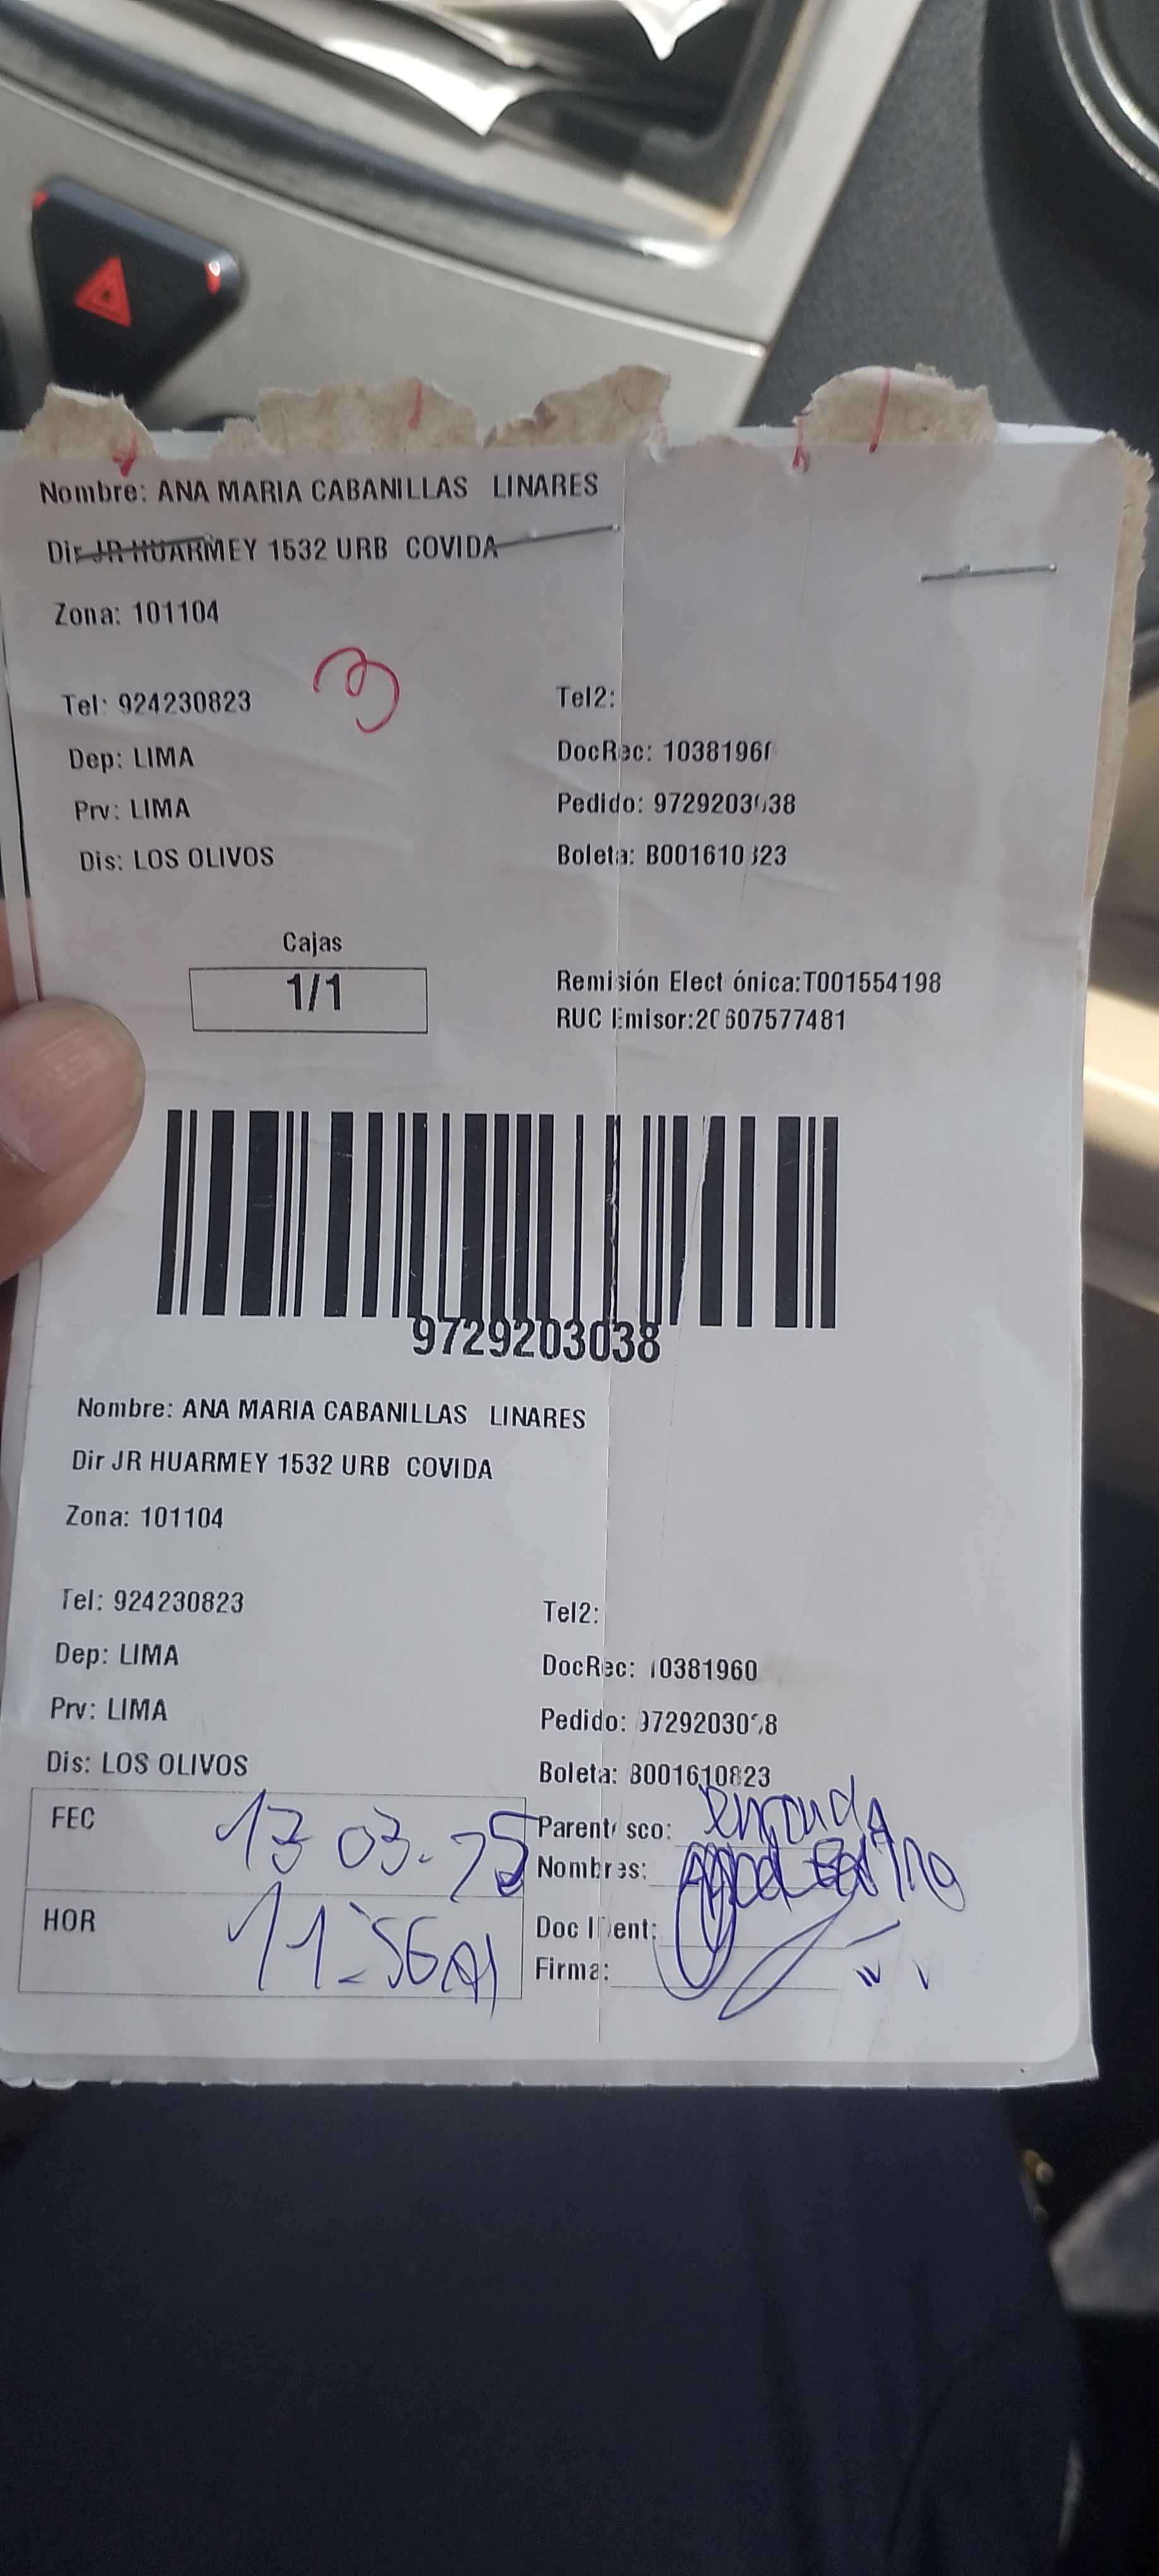 Nombre: ANA MARIA CABANILLAS LINARES
Dir JR HUARMEY 1532 URB COVIDA
Zona: 101104
3
Tel: 924230823 Tel2:
Dep: LIMA DocRec: 1038196
Prv: LIMA Pedido: 9729203038
Dis: LOS OLIVOS Boleta: B001610823
Cajas
1/1
Remisión Electrónica:T001554198
RUC Emisor:20607577481
9729203038
Nombre: ANA MARIA CABANILLAS LINARES
Dir JR HUARMEY 1532 URB COVIDA
Zona: 101104
Tel: 924230823 Tel2:
Dep: LIMA DocRec: 10381960
Prv: LIMA Pedido: 9729203038
Dis: LOS OLIVOS Boleta: B001610823
FEC 13 03. 25 Parentesco:
Nombres:
HOR 11-56 AM Doc Ident:
Firma: